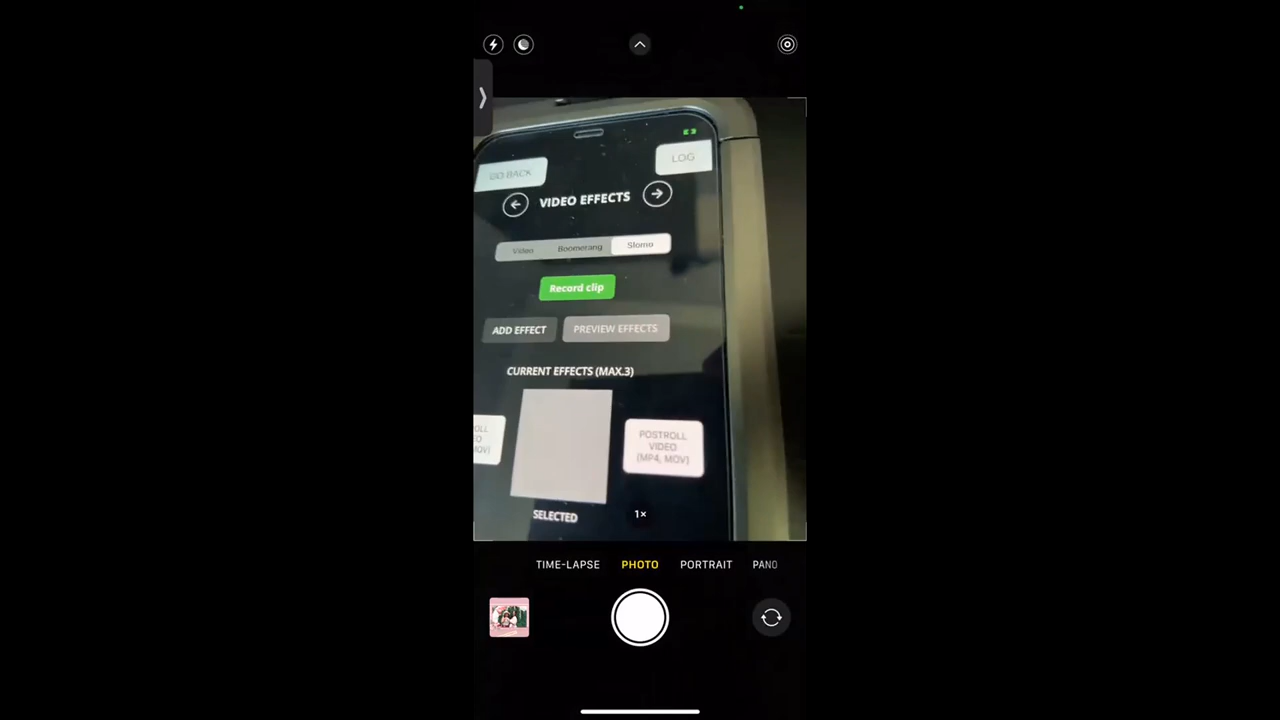 GO BACK
LOG
VIDEO EFFECTS
Video
Boomerang
Slomo
Record clip
ADD EFFECT
PREVIEW EFFECTS
CURRENT EFFECTS (MAX.3)
POSTROLL
VIDEO
(MP4, MOV)
SELECTED
1×
TIME-LAPSE
PHOTO
PORTRAIT
PANO